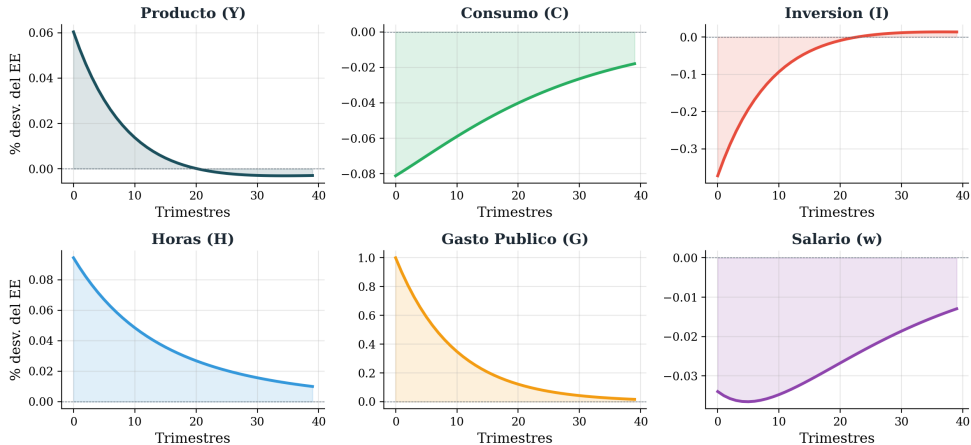 Producto (Y)
% desv. del EE
0.06
0.04
0.02
0.00
0 10 20 30 40
Trimestres
Consumo (C)
0.00
−0.02
−0.04
−0.06
−0.08
0 10 20 30 40
Trimestres
Inversion (I)
0.0
−0.1
−0.2
−0.3
0 10 20 30 40
Trimestres
Horas (H)
% desv. del EE
0.08
0.06
0.04
0.02
0.00
0 10 20 30 40
Trimestres
Gasto Publico (G)
1.0
0.8
0.6
0.4
0.2
0.0
0 10 20 30 40
Trimestres
Salario (w)
0.00
−0.01
−0.02
−0.03
0 10 20 30 40
Trimestres